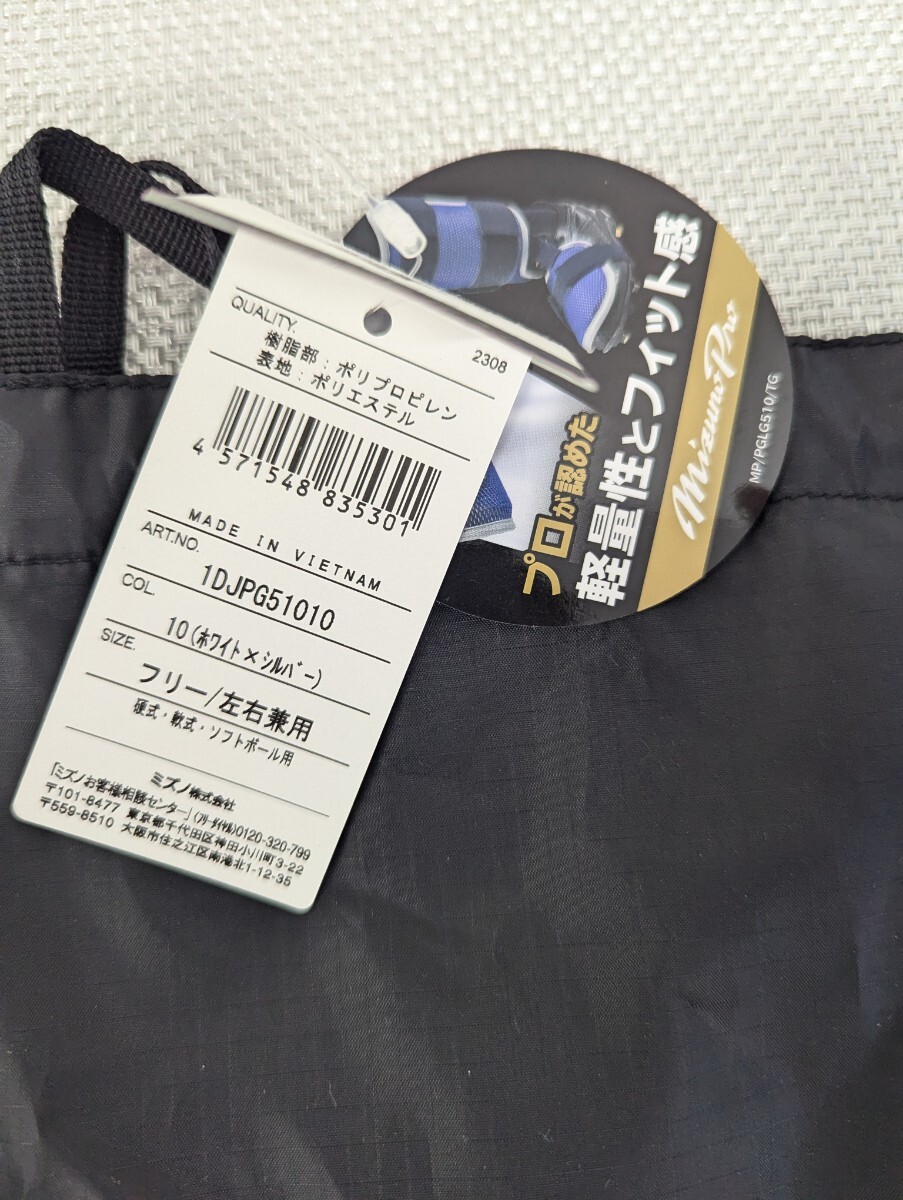 QUALITY.
2308
樹脂部：ポリプロピレン
表地：ポリエステル
4 571548 835301
MADE IN VIETNAM
ART.NO.
1DJPG51010
COL.
10(ﾎﾜｲﾄ×ｼﾙﾊﾞｰ)
SIZE.
フリー/左右兼用
硬式・軟式・ソフトボール用
ミズノ株式会社
「ミズノお客様相談センター」(ﾌﾘｰﾀﾞｲﾔﾙ)0120-320-799
〒101-8477 東京都千代田区神田小川町3-22
〒559-8510 大阪市住之江区南港北1-12-35
プロが認めた
軽量性とフィット感
Mizuno Pro
MP/PGLG510/TG